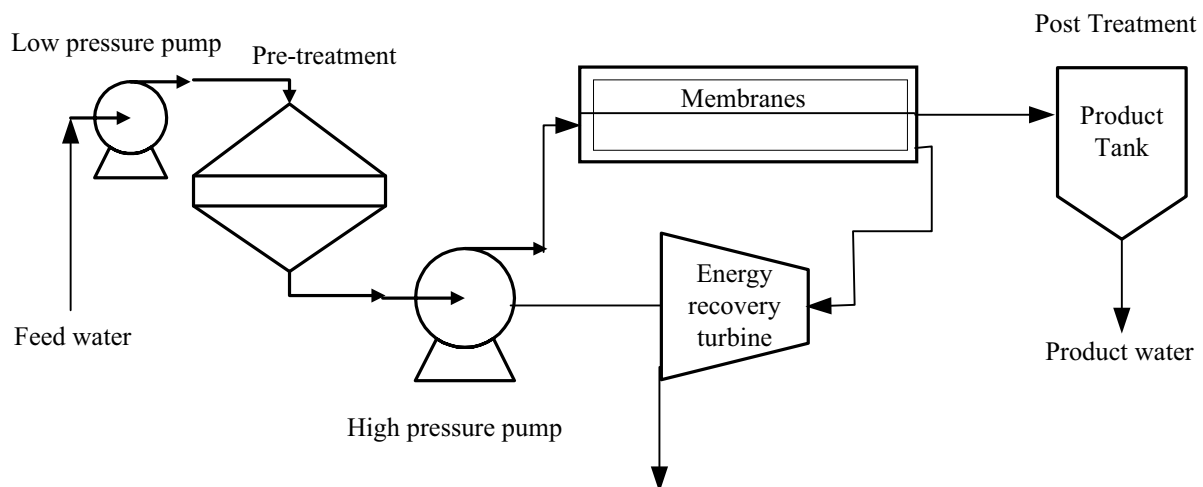 Post Treatment
Low pressure pump
Pre-treatment
Membranes
Product
Tank
Energy
recovery
turbine
Feed water
Product water
High pressure pump